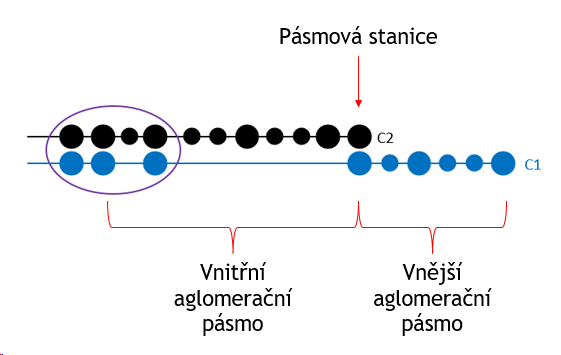 Pásmová stanice
C2
C1
Vnitřní
aglomerační
pásmo
Vnější
aglomerační
pásmo